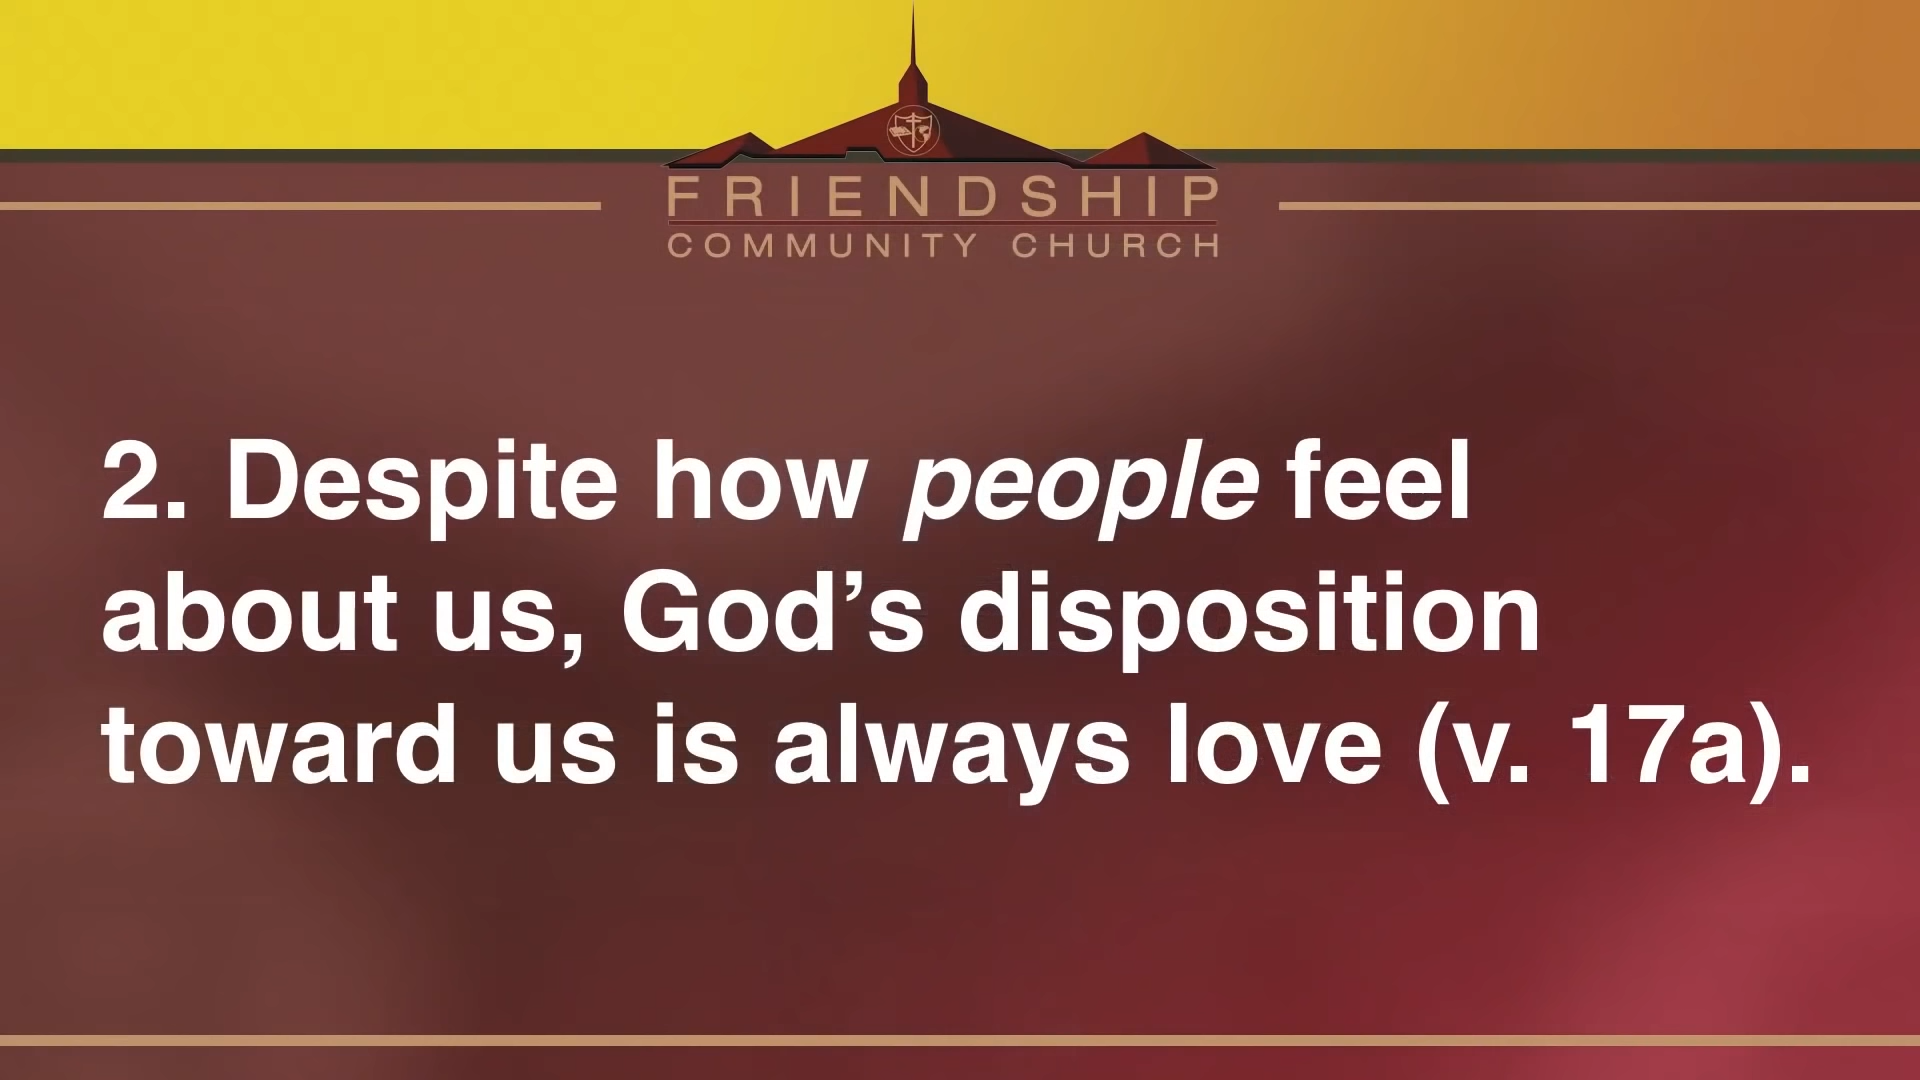 FRIENDSHIP
COMMUNITY CHURCH
2. Despite how people feel
about us, God’s disposition
toward us is always love (v. 17a).